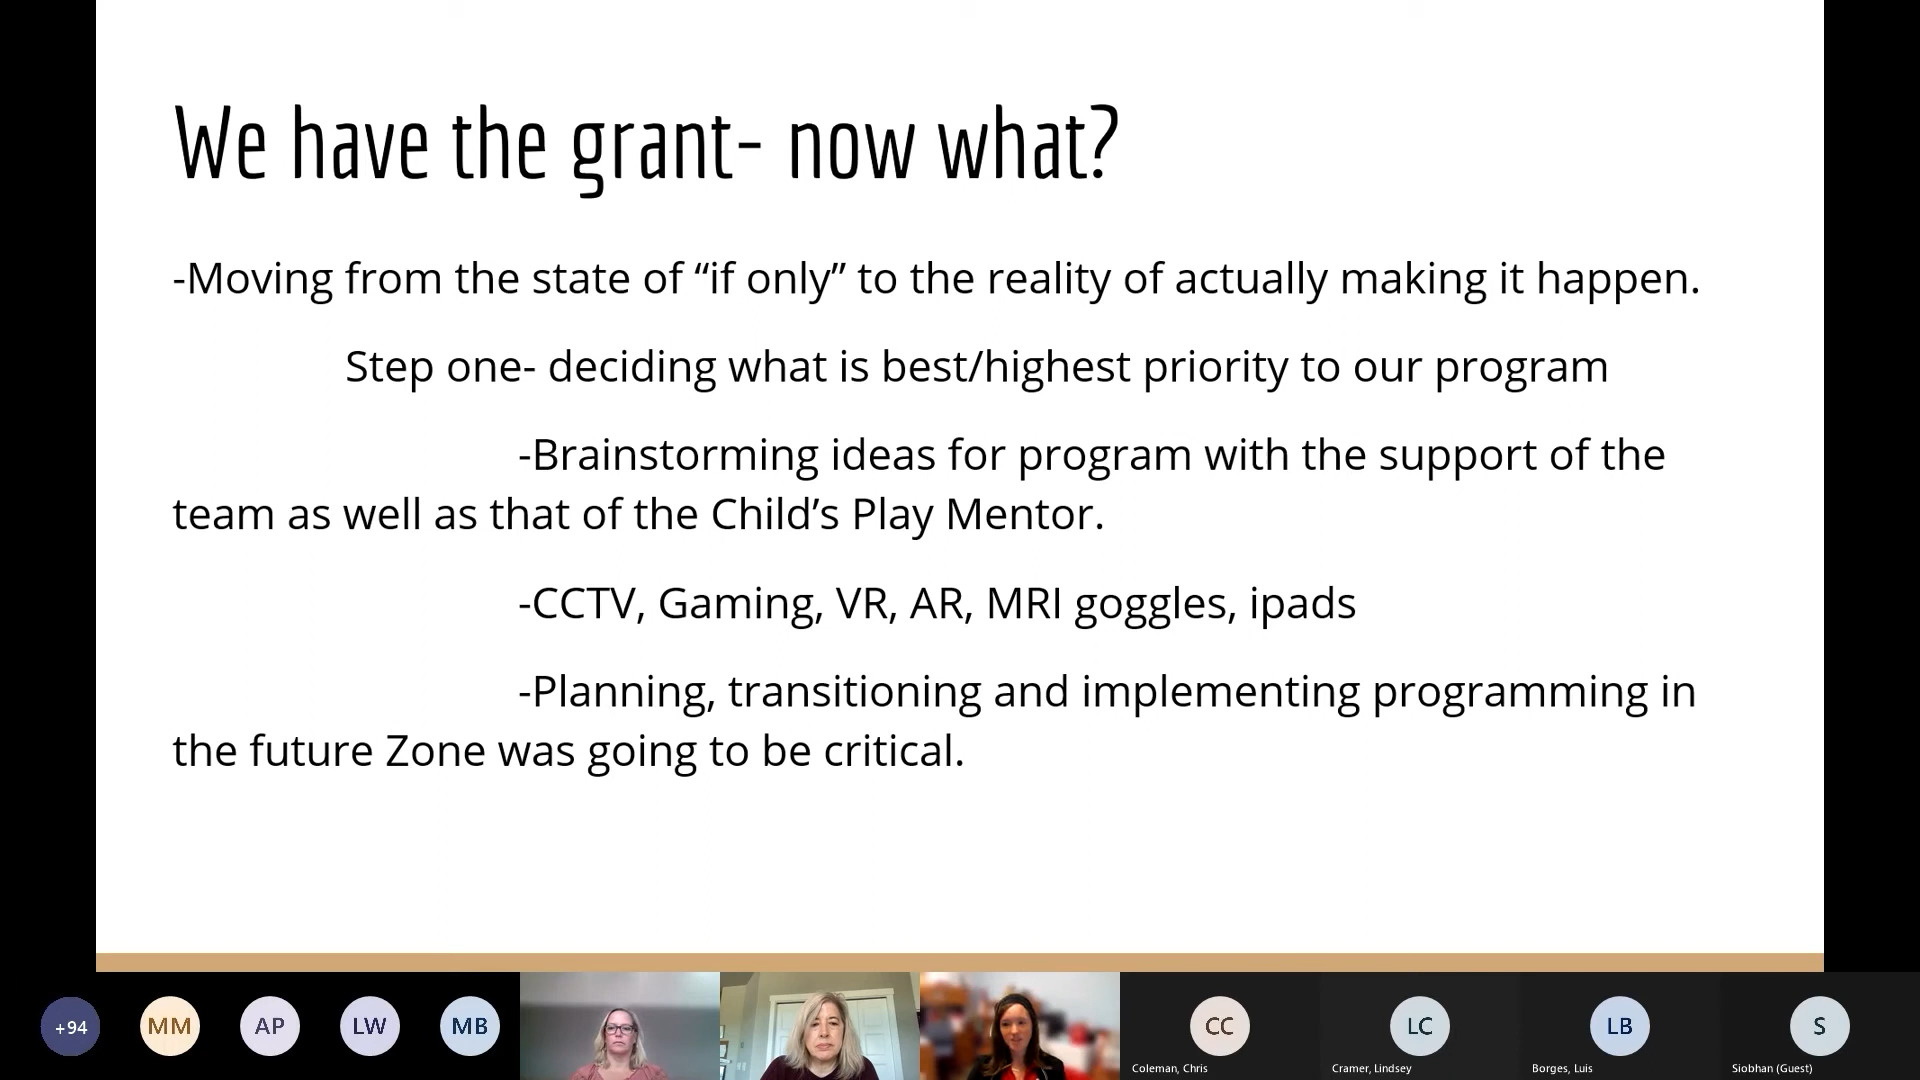 We have the grant- now what?
-Moving from the state of “if only” to the reality of actually making it happen.
Step one- deciding what is best/highest priority to our program
-Brainstorming ideas for program with the support of the
team as well as that of the Child’s Play Mentor.
-CCTV, Gaming, VR, AR, MRI goggles, ipads
-Planning, transitioning and implementing programming in
the future Zone was going to be critical.
+94 MM AP LW MB CC LC LB S
Coleman, Chris Cramer, Lindsey Borges, Luis Siobhan (Guest)